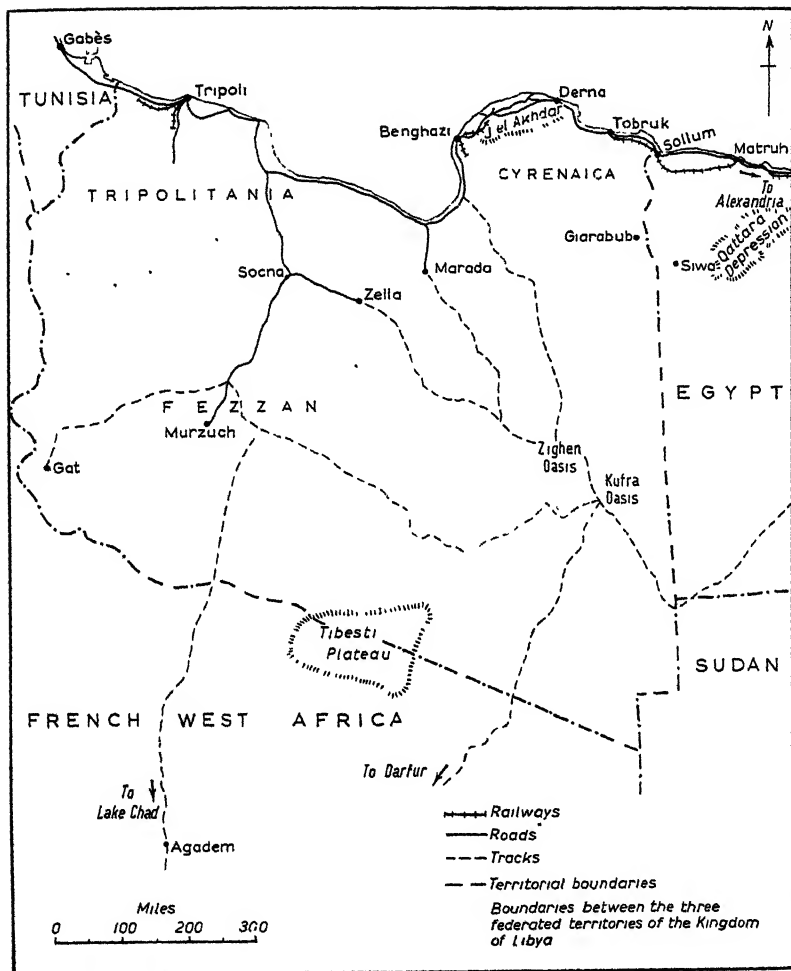 N
Gabès
TUNISIA
Tripoli
Derna
Benghazi
J el Akhdar
Tobruk
Sollum
Matruh
TRIPOLITANIA
CYRENAICA
To
Alexandria
Giarabub
Siwa
Qattara
Depression
Socna
Marada
Zella
EGYPT
FEZZAN
Murzuch
Gat
Zighen
Oasis
Kufra
Oasis
Tibesti
Plateau
SUDAN
FRENCH WEST AFRICA
To Darfur
To
Lake Chad
Agadem
Railways
Roads
Tracks
Territorial boundaries
Boundaries between the three
federated territories of the Kingdom
of Libya
Miles
0 100 200 300